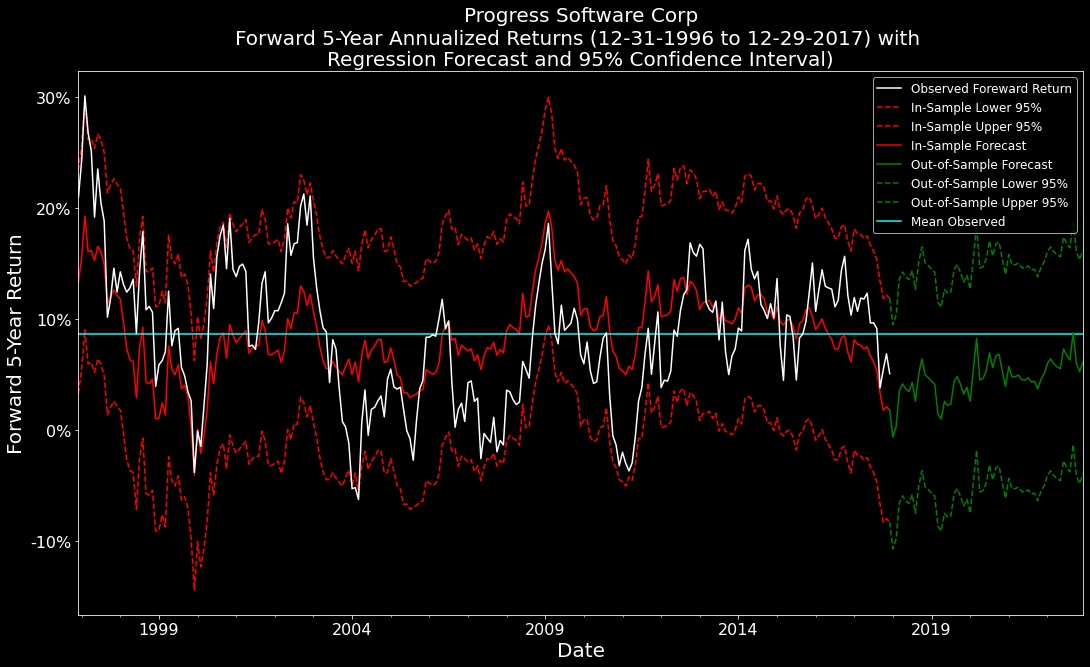 Progress Software Corp
Forward 5-Year Annualized Returns (12-31-1996 to 12-29-2017) with
Regression Forecast and 95% Confidence Interval)
Observed Foreward Return
In-Sample Lower 95%
In-Sample Upper 95%
In-Sample Forecast
Out-of-Sample Forecast
Out-of-Sample Lower 95%
Out-of-Sample Upper 95%
Mean Observed
Forward 5-Year Return
30%
20%
10%
0%
-10%
1999 2004 2009 2014 2019
Date